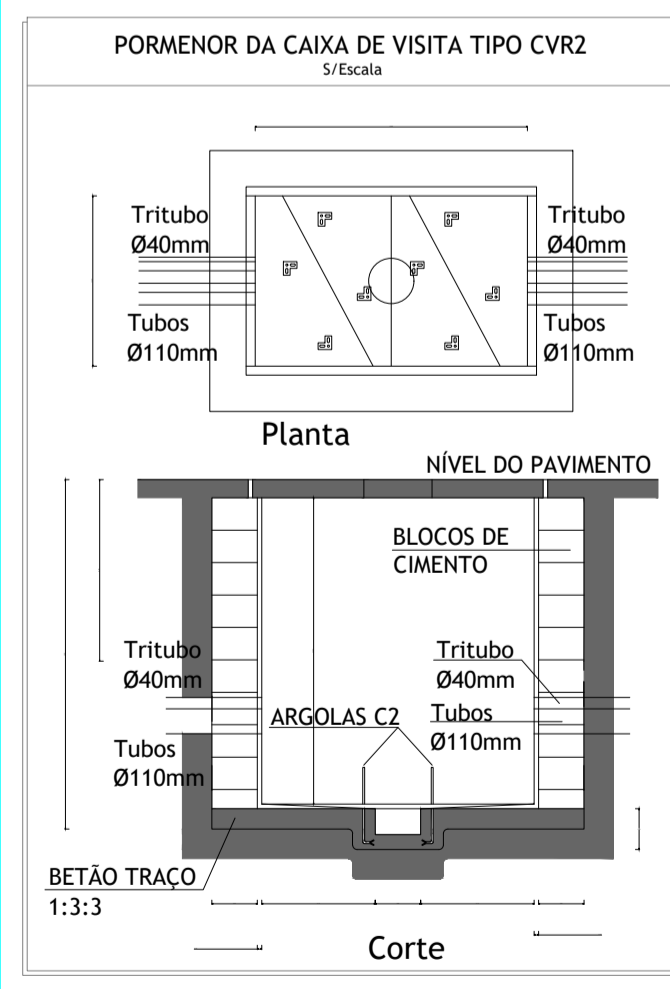 PORMENOR DA CAIXA DE VISITA TIPO CVR2
S/Escala
Tritubo
Ø40mm
Tritubo
Ø40mm
Tubos
Ø110mm
Tubos
Ø110mm
Planta
NÍVEL DO PAVIMENTO
BLOCOS DE
CIMENTO
Tritubo
Ø40mm
Tritubo
Ø40mm
ARGOLAS C2
Tubos
Ø110mm
Tubos
Ø110mm
BETÃO TRAÇO
1:3:3
Corte